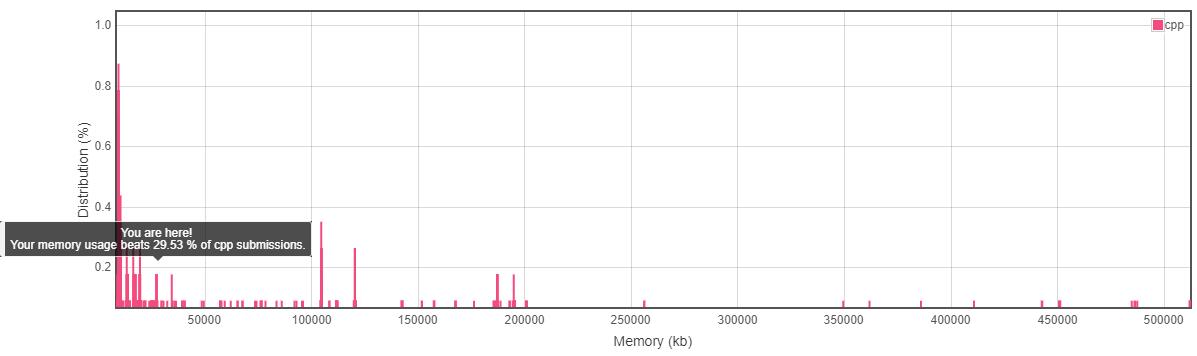 1.0
cpp
0.8
0.6
Distribution (%)
0.4
You are here!
Your memory usage beats 29.53 % of cpp submissions.
0.2
50000 100000 150000 200000 250000 300000 350000 400000 450000 500000
Memory (kb)